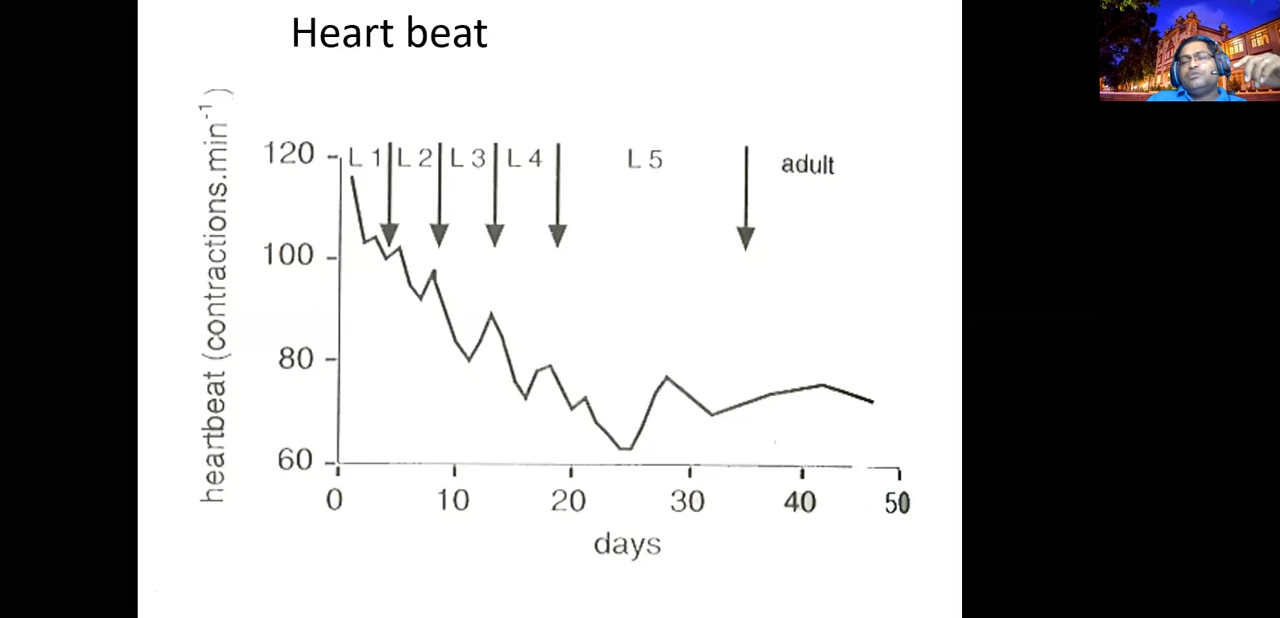 Heart beat
heartbeat (contractions.min⁻¹)
120
100
80
60
L 1
L 2
L 3
L 4
L 5
adult
0
10
20
30
40
50
days